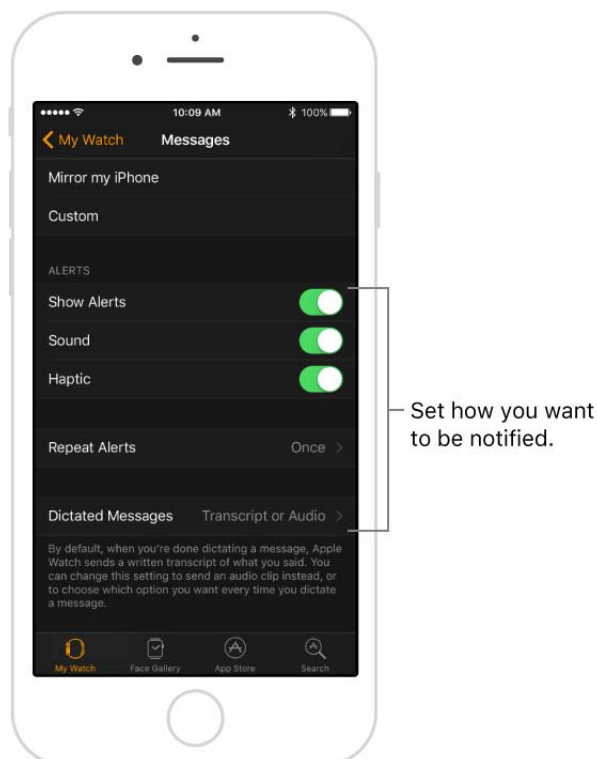 10:09 AM 100%
My Watch Messages
Mirror my iPhone
Custom
ALERTS
Show Alerts
Sound
Haptic
Set how you want
to be notified.
Repeat Alerts Once
Dictated Messages Transcript or Audio
By default, when you're done dictating a message, Apple
Watch sends a written transcript of what you said. You
can change this setting to send an audio clip instead, or
to choose which option you want every time you dictate
a message.
My Watch Face Gallery App Store Search